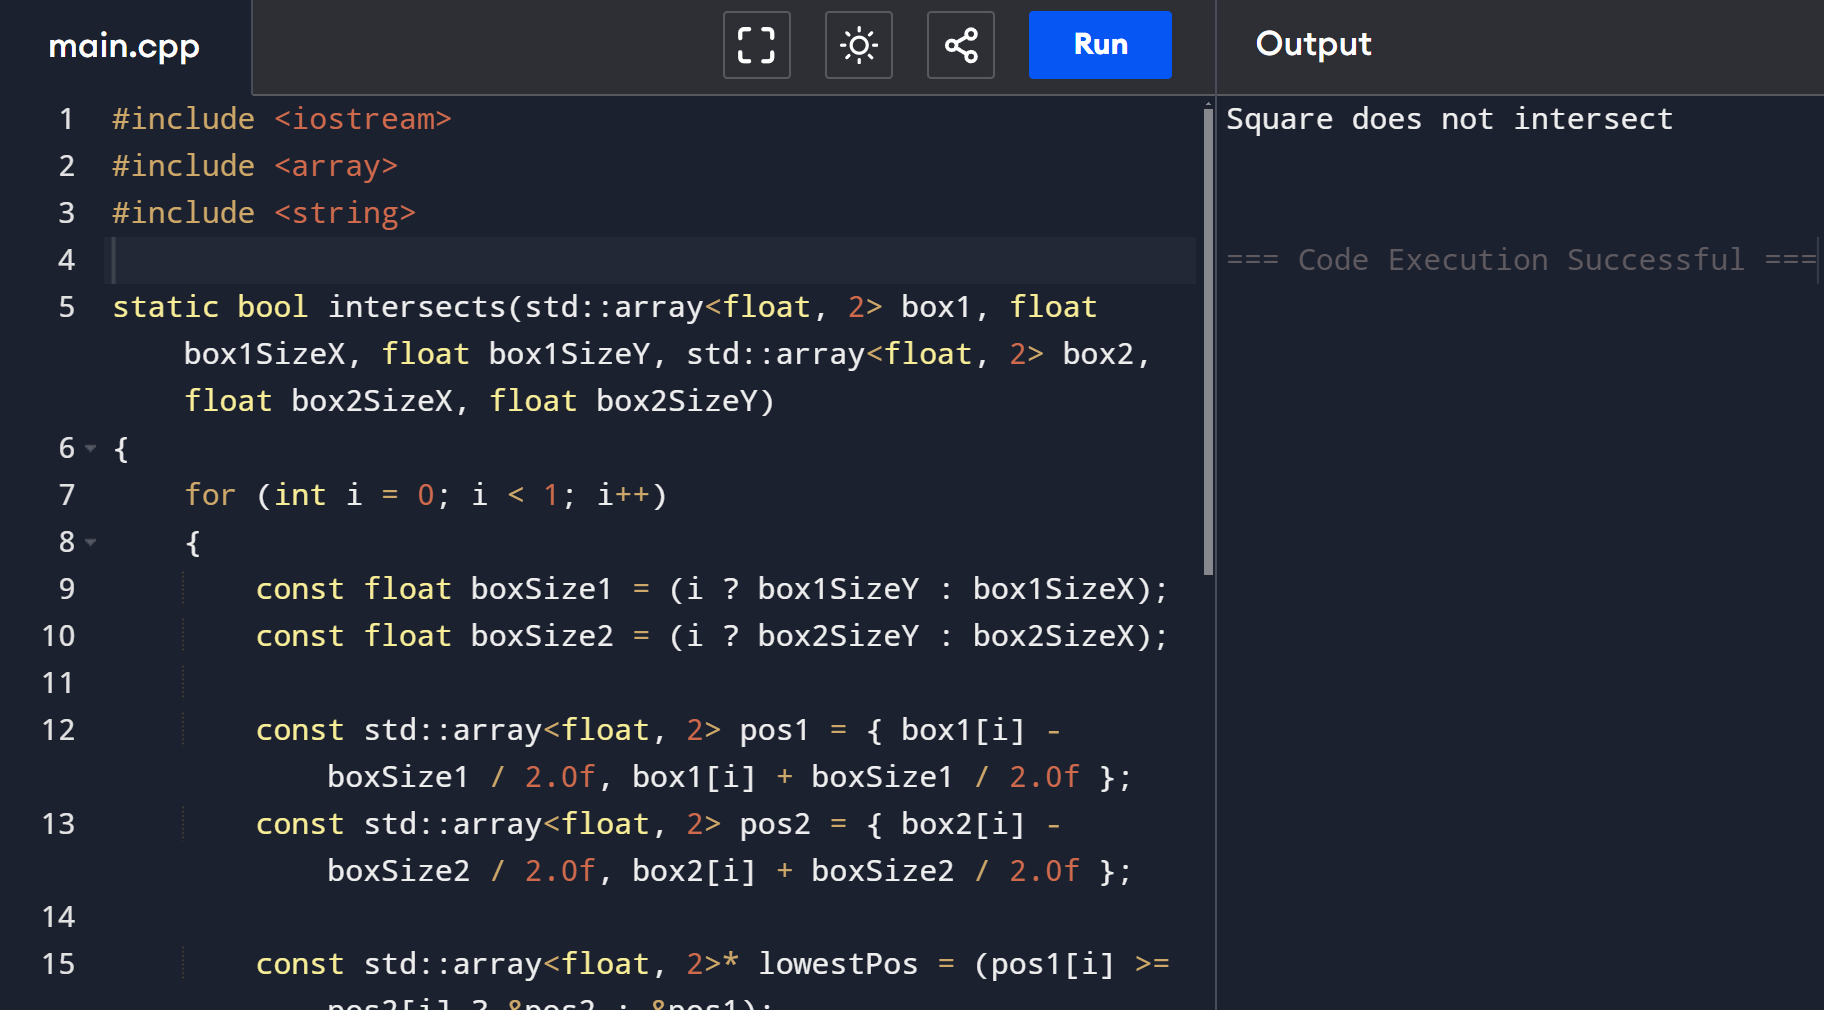 main.cpp
Run
Output
1 #include <iostream>
2 #include <array>
3 #include <string>
4
5 static bool intersects(std::array<float, 2> box1, float
box1SizeX, float box1SizeY, std::array<float, 2> box2,
float box2SizeX, float box2SizeY)
6 {
7 for (int i = 0; i < 1; i++)
8 {
9 const float boxSize1 = (i ? box1SizeY : box1SizeX);
10 const float boxSize2 = (i ? box2SizeY : box2SizeX);
11
12 const std::array<float, 2> pos1 = { box1[i] -
boxSize1 / 2.0f, box1[i] + boxSize1 / 2.0f };
13 const std::array<float, 2> pos2 = { box2[i] -
boxSize2 / 2.0f, box2[i] + boxSize2 / 2.0f };
14
15 const std::array<float, 2>* lowestPos = (pos1[i] >=
pos2[i] ? &pos2 : &pos1);
Square does not intersect
=== Code Execution Successful ===